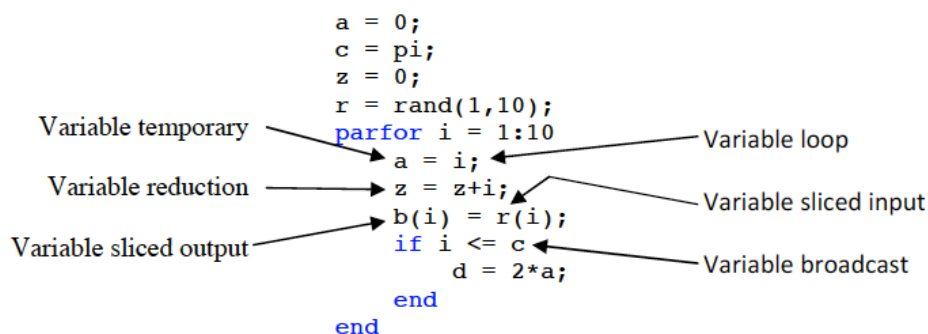 a = 0;
c = pi;
z = 0;
r = rand(1,10);
parfor i = 1:10
a = i;
z = z+i;
b(i) = r(i);
if i <= c
d = 2*a;
end
end
Variable temporary
Variable reduction
Variable sliced output
Variable loop
Variable sliced input
Variable broadcast